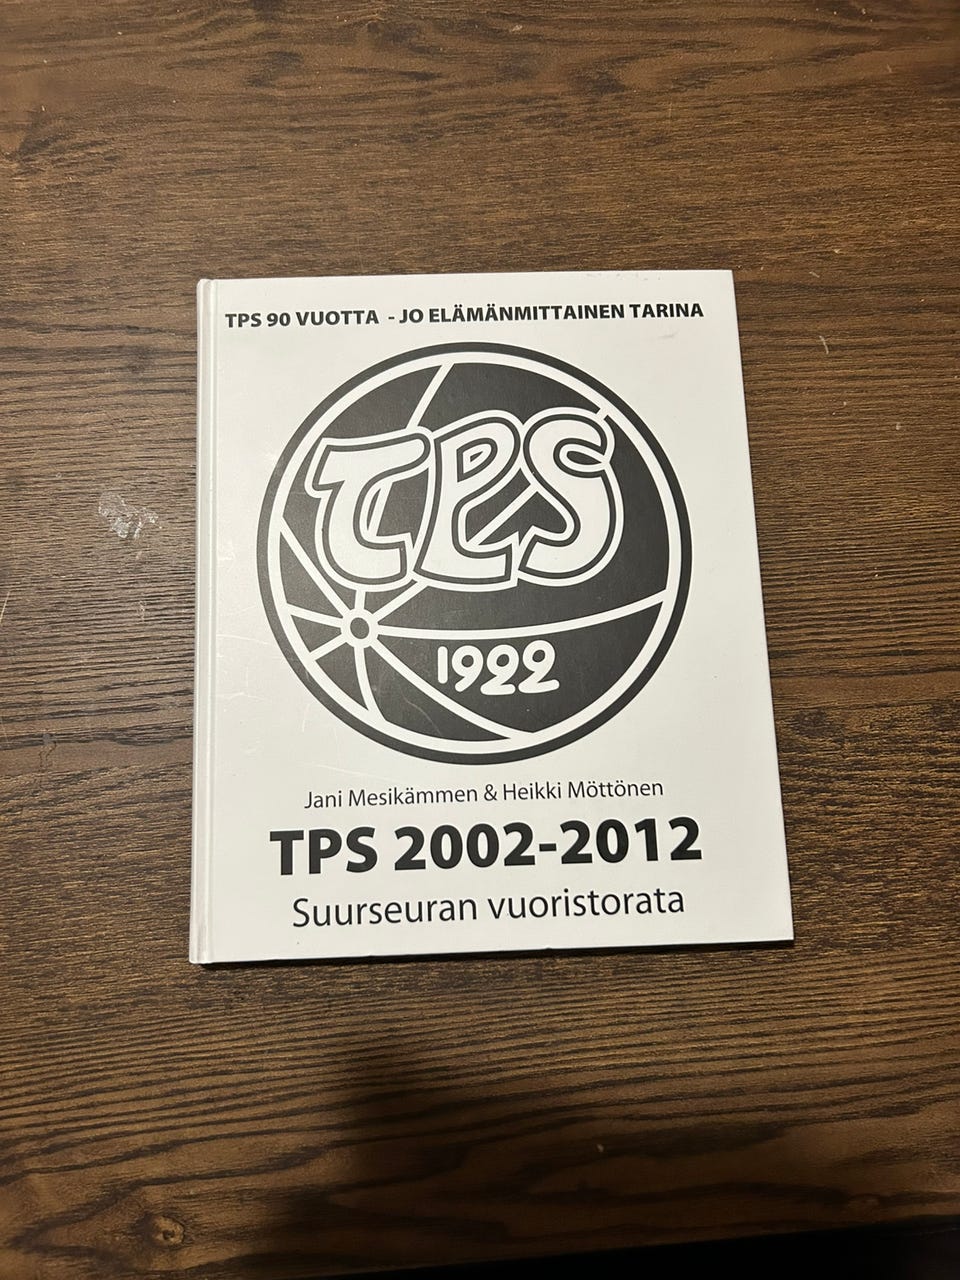 TPS 90 VUOTTA - JO ELÄMÄNMITTAINEN TARINA
TPS
1922
Jani Mesikämmen & Heikki Möttönen
TPS 2002-2012
Suurseuran vuoristorata